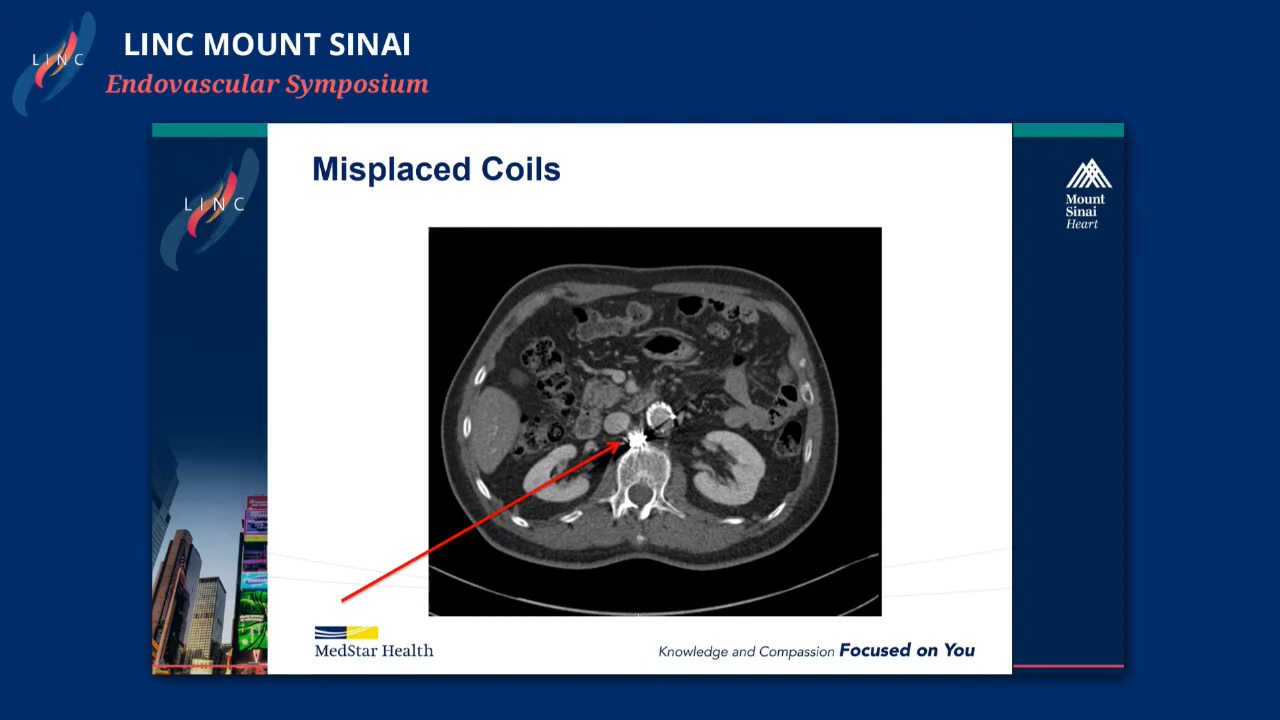 LINC
LINC MOUNT SINAI
Endovascular Symposium
LINC
Misplaced Coils
Mount
Sinai
Heart
MedStar Health
Knowledge and Compassion Focused on You